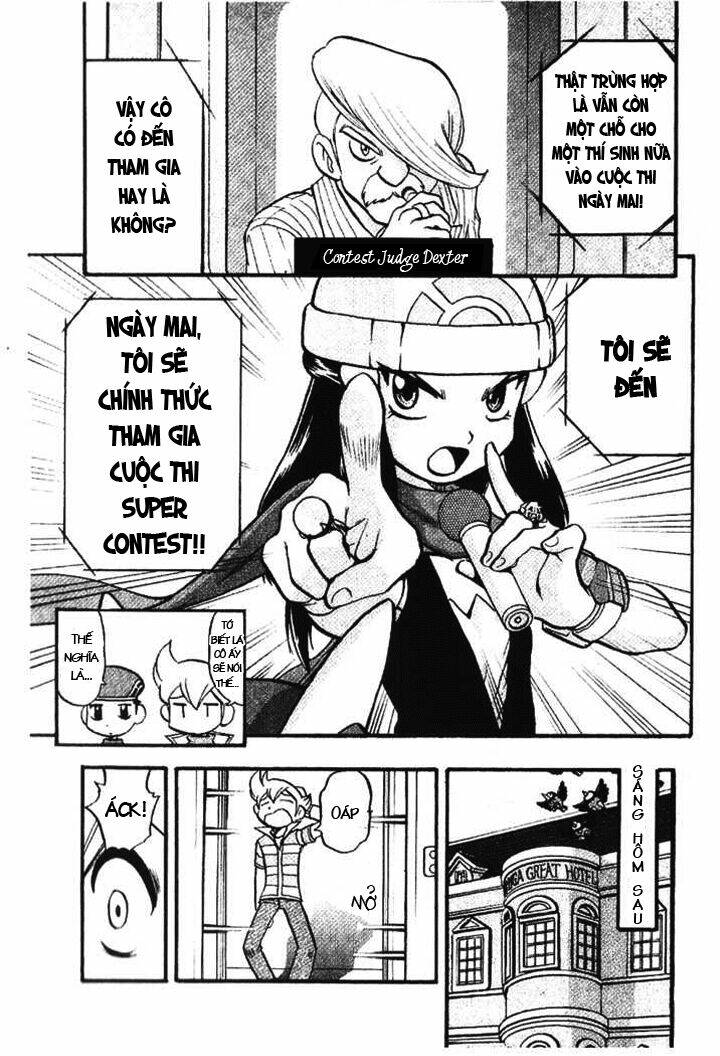 THẬT TRÙNG HỢP
LÀ VẪN CÒN
MỘT CHỖ CHO
MỘT THÍ SINH NỮA
VÀO CUỘC THI
NGÀY MAI!
VẬY CÔ
CÓ ĐẾN
THAM GIA
HAY LÀ
KHÔNG?
Contest Judge Dexter
TÔI SẼ
ĐẾN
NGÀY MAI,
TÔI SẼ
CHÍNH THỨC
THAM GIA
CUỘC THI
SUPER
CONTEST!!
TỚ
BIẾT LÀ
CÔ ẤY
SẼ NÓI
THẾ...
THẾ
NGHĨA
LÀ...
SÁNG HÔM SAU
GREAT HOTEL
OÁP
MỞ
ÁCK!